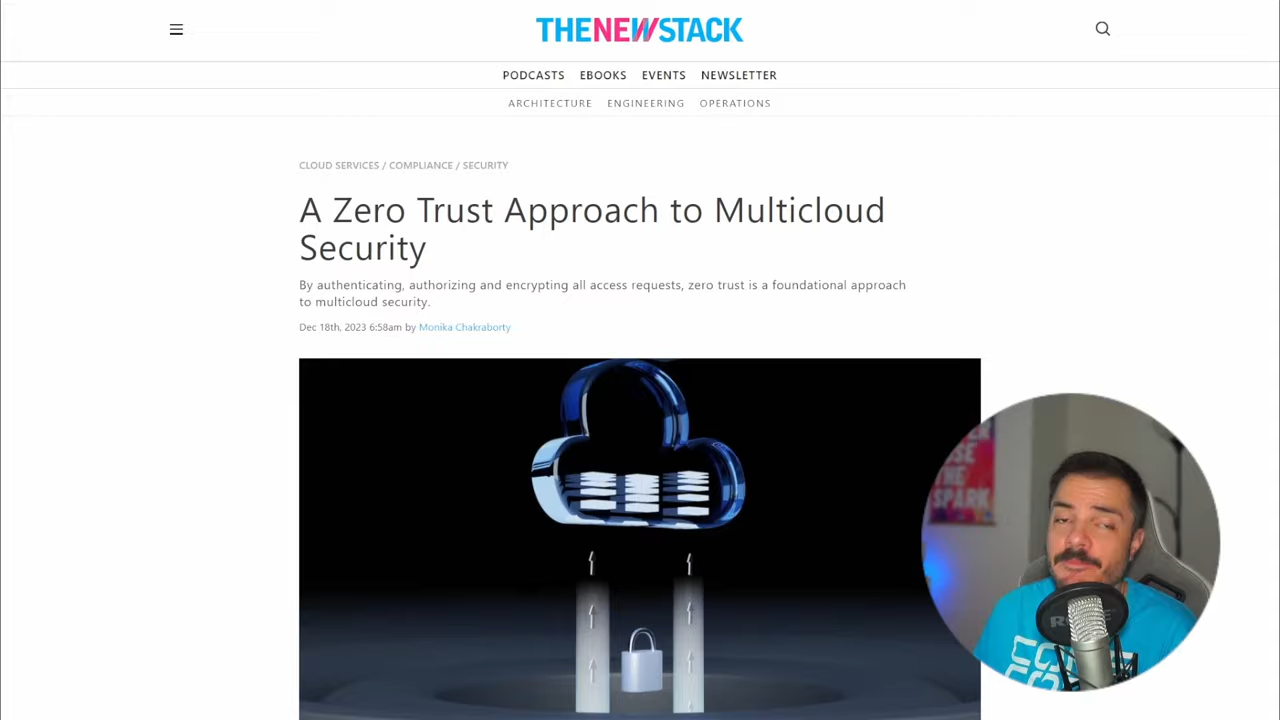 THENEWSTACK
PODCASTS EBOOKS EVENTS NEWSLETTER
ARCHITECTURE ENGINEERING OPERATIONS
CLOUD SERVICES / COMPLIANCE / SECURITY
A Zero Trust Approach to Multicloud
Security
By authenticating, authorizing and encrypting all access requests, zero trust is a foundational approach
to multicloud security.
Dec 18th, 2023 6:58am by Monika Chakraborty
THE
SPARK